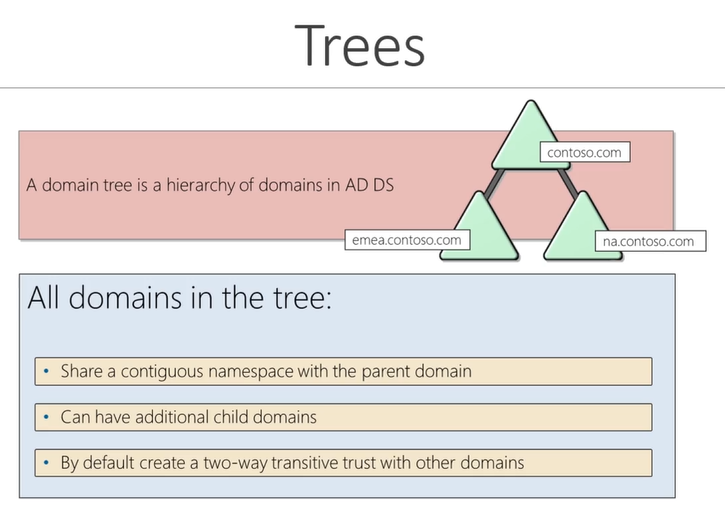 Trees
contoso.com
A domain tree is a hierarchy of domains in AD DS
emea.contoso.com
na.contoso.com
All domains in the tree:
• Share a contiguous namespace with the parent domain
• Can have additional child domains
• By default create a two-way transitive trust with other domains